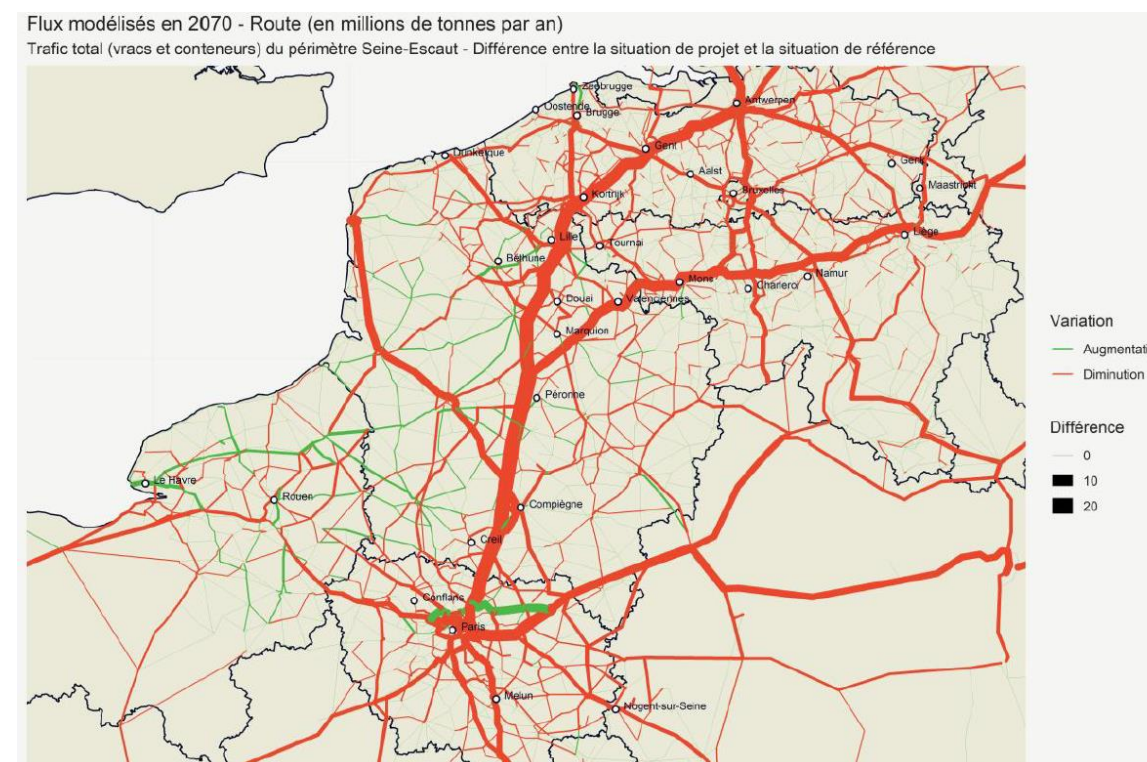 Flux modélisés en 2070 - Route (en millions de tonnes par an)
Trafic total (vracs et conteneurs) du périmètre Seine-Escaut - Différence entre la situation de projet et la situation de référence
Zeebrugge
Oostende
Antwerpen
Brugge
Dunkerque
Gent
Genk
Aalst
Maastricht
Bruxelles
Kortrijk
Lille
Tournai
Liège
Béthune
Mons
Namur
Charleroi
Douai
Valenciennes
Marquion
Péronne
Le Havre
Rouen
Compiègne
Creil
Conflans
Paris
Melun
Nogent-sur-Seine
Variation
Augmentati
Diminution
Différence
0
10
20